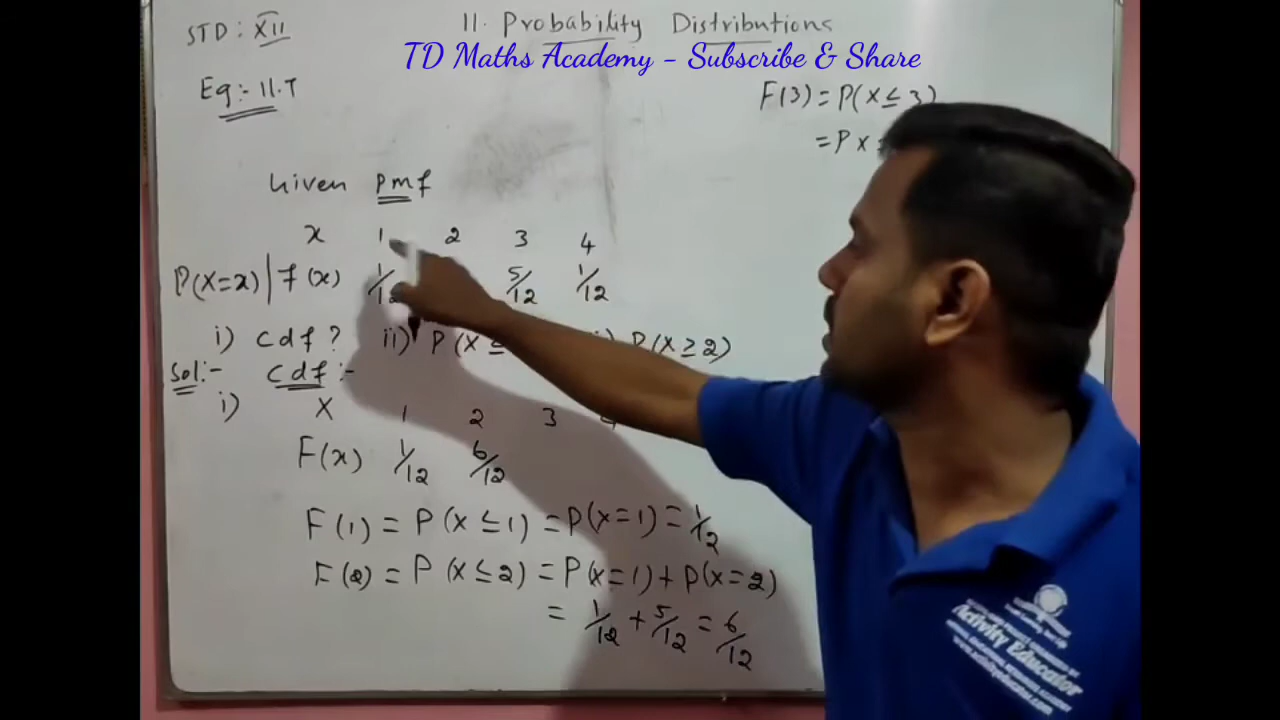 STD : XII
11. Probability Distributions
TD Maths Academy - Subscribe & Share
Eg:- 11.7
F(3) = P(X ≤ 3)
= P X
Given pmf
x 1 2 3 4
P(X=x) | f(x) 1/12 5/12 1/12
i) cdf ? ii) P(X ≤ ) P(X ≥ 2)
Sol:- cdf :-
i) X 1 2 3 4
F(x) 1/12 6/12
F(1) = P(X ≤ 1) = P(X = 1) = 1/12
F(2) = P(X ≤ 2) = P(X = 1) + P(X = 2)
= 1/12 + 5/12 = 6/12
Activity Educator